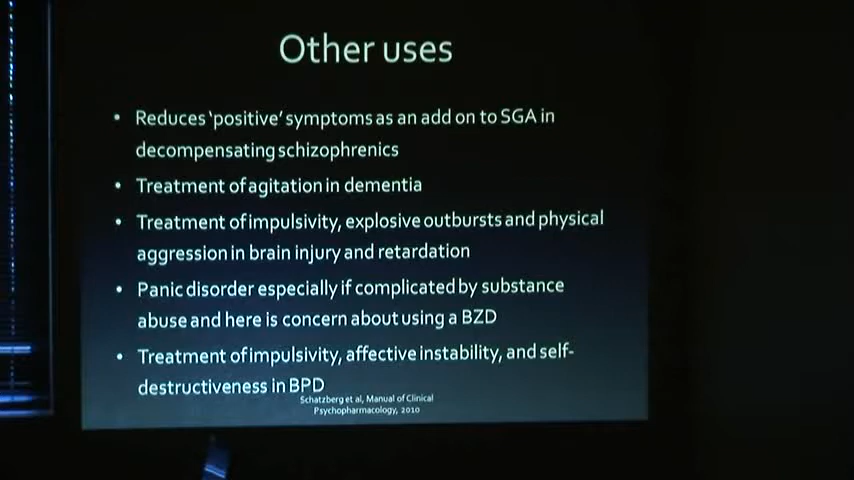 Other uses
• Reduces 'positive' symptoms as an add on to SGA in
decompensating schizophrenics
• Treatment of agitation in dementia
• Treatment of impulsivity, explosive outbursts and physical
aggression in brain injury and retardation
• Panic disorder especially if complicated by substance
abuse and here is concern about using a BZD
• Treatment of impulsivity, affective instability, and self-
destructiveness in BPD
Schatzberg et al, Manual of Clinical
Psychopharmacology, 2010